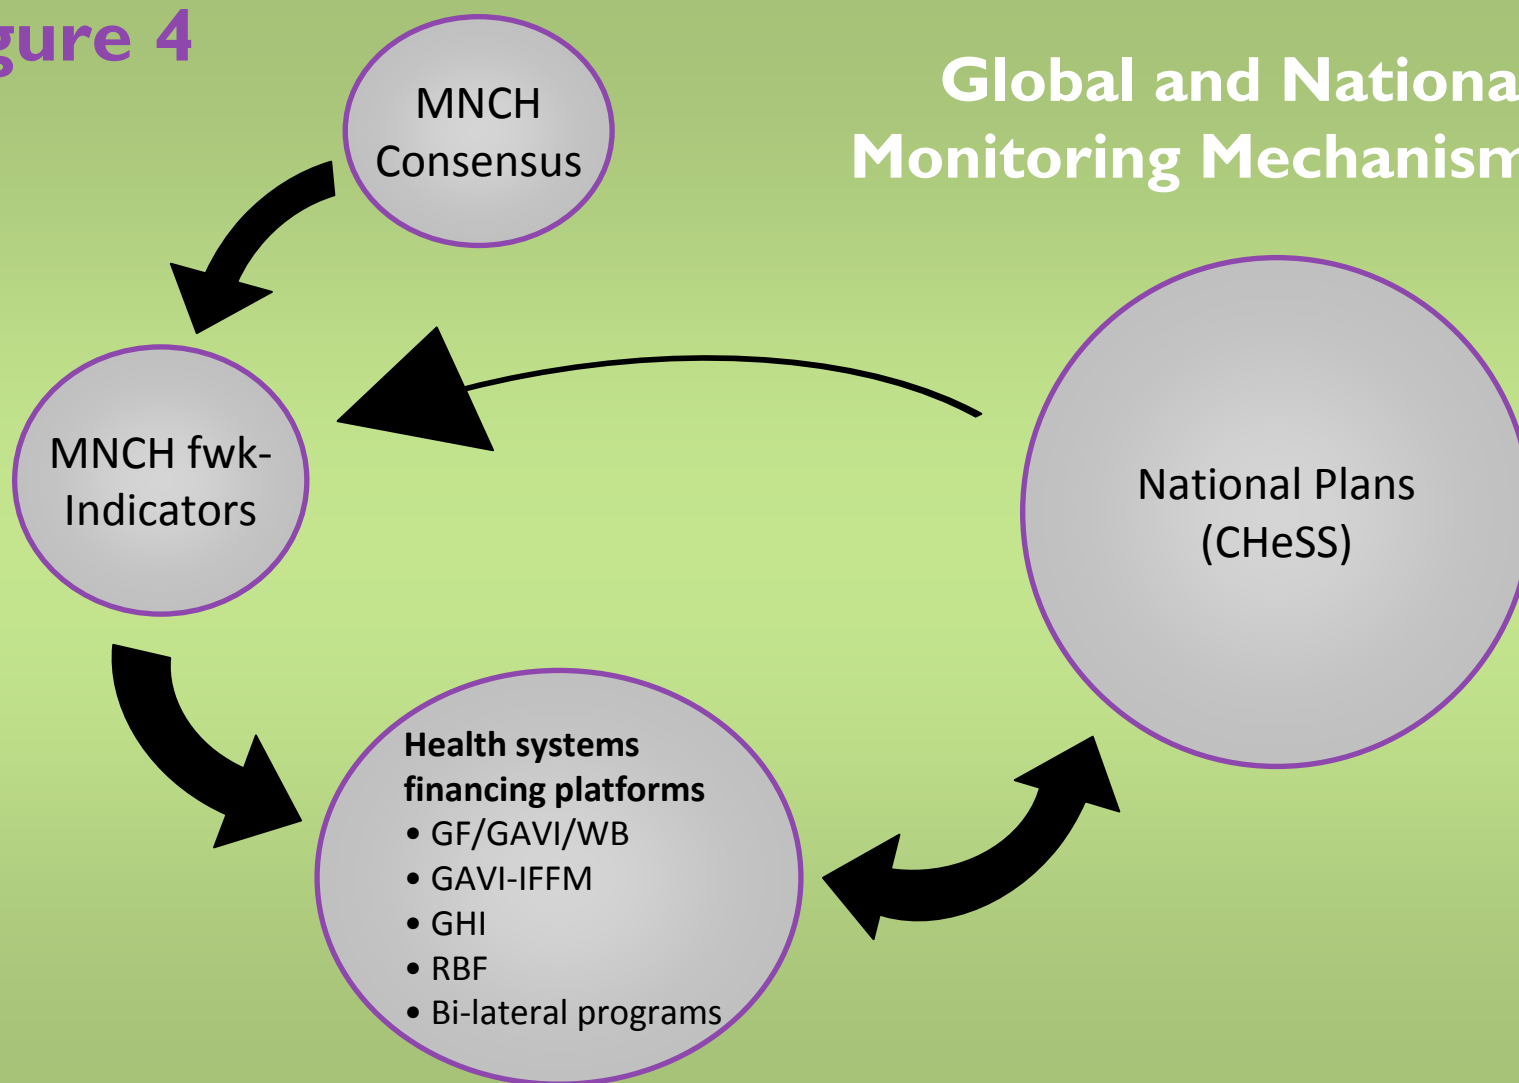 gure 4
Global and Nationa
Monitoring Mechanism
MNCH
Consensus
MNCH fwk-
Indicators
National Plans
(CHeSS)
Health systems
financing platforms
• GF/GAVI/WB
• GAVI-IFFM
• GHI
• RBF
• Bi-lateral programs